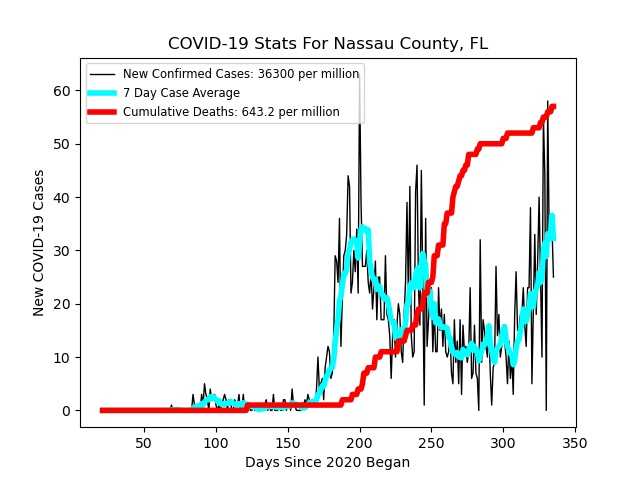 COVID-19 Stats For Nassau County, FL
New Confirmed Cases: 36300 per million
7 Day Case Average
Cumulative Deaths: 643.2 per million
New COVID-19 Cases
60
50
40
30
20
10
0
50 100 150 200 250 300 350
Days Since 2020 Began